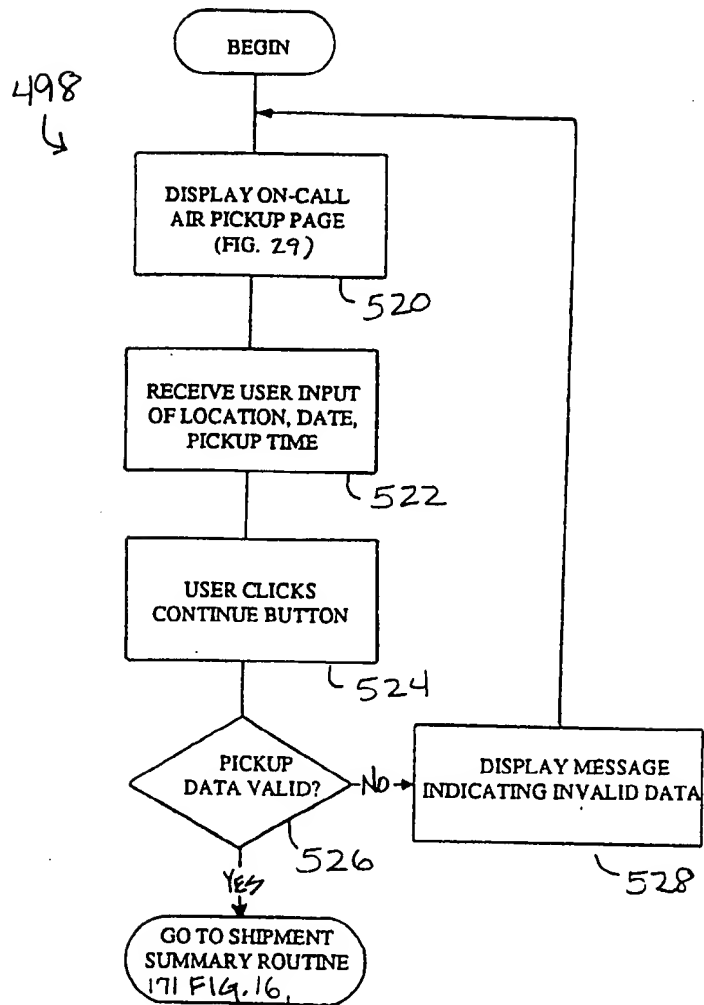 BEGIN
498
DISPLAY ON-CALL
AIR PICKUP PAGE
(FIG. 29)
520
RECEIVE USER INPUT
OF LOCATION, DATE,
PICKUP TIME
522
USER CLICKS
CONTINUE BUTTON
524
PICKUP
DATA VALID?
NO
DISPLAY MESSAGE
INDICATING INVALID DATA
526
528
YES
GO TO SHIPMENT
SUMMARY ROUTINE
171 FIG.16,